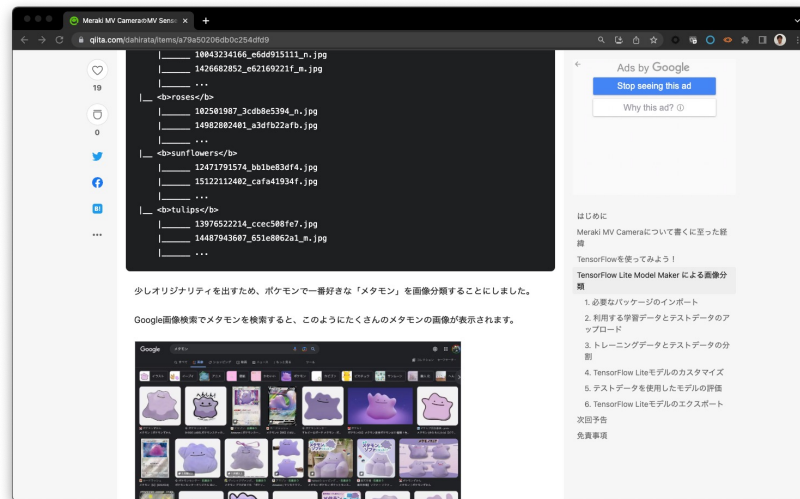 Meraki MV CameraのMV Sense
qiita.com/dahirata/items/a79a50206db0c254dfd9
|______ 10043234166_e6dd915111_n.jpg
|______ 1426682852_e62169221f_m.jpg
|______ ...
|__ <b>roses</b>
|______ 102501987_3cdb8e5394_n.jpg
|______ 14982802401_a3dfb22afb.jpg
|______ ...
|__ <b>sunflowers</b>
|______ 12471791574_bb1be83df4.jpg
|______ 15122112402_cafa41934f.jpg
|______ ...
|__ <b>tulips</b>
|______ 13976522214_ccec508fe7.jpg
|______ 14487943607_651e8062a1_m.jpg
|______ ...
19
0
B!
少しオリジナリティを出すため、ポケモンで一番好きな「メタモン」を画像分類することにしました。
Google画像検索でメタモンを検索すると、このようにたくさんのメタモンの画像が表示されます。
Google
メタモン
Ads by Google
Stop seeing this ad
Why this ad?
はじめに
Meraki MV Cameraについて書くに至った経
緯
TensorFlowを使ってみよう！
TensorFlow Lite Model Maker による画像分
類
1. 必要なパッケージのインポート
2. 利用する学習データとテストデータのア
ップロード
3. トレーニングデータとテストデータの分
割
4. TensorFlow Liteモデルのカスタマイズ
5. テストデータを使用したモデルの評価
6. TensorFlow Liteモデルのエクスポート
次回予告
免責事項